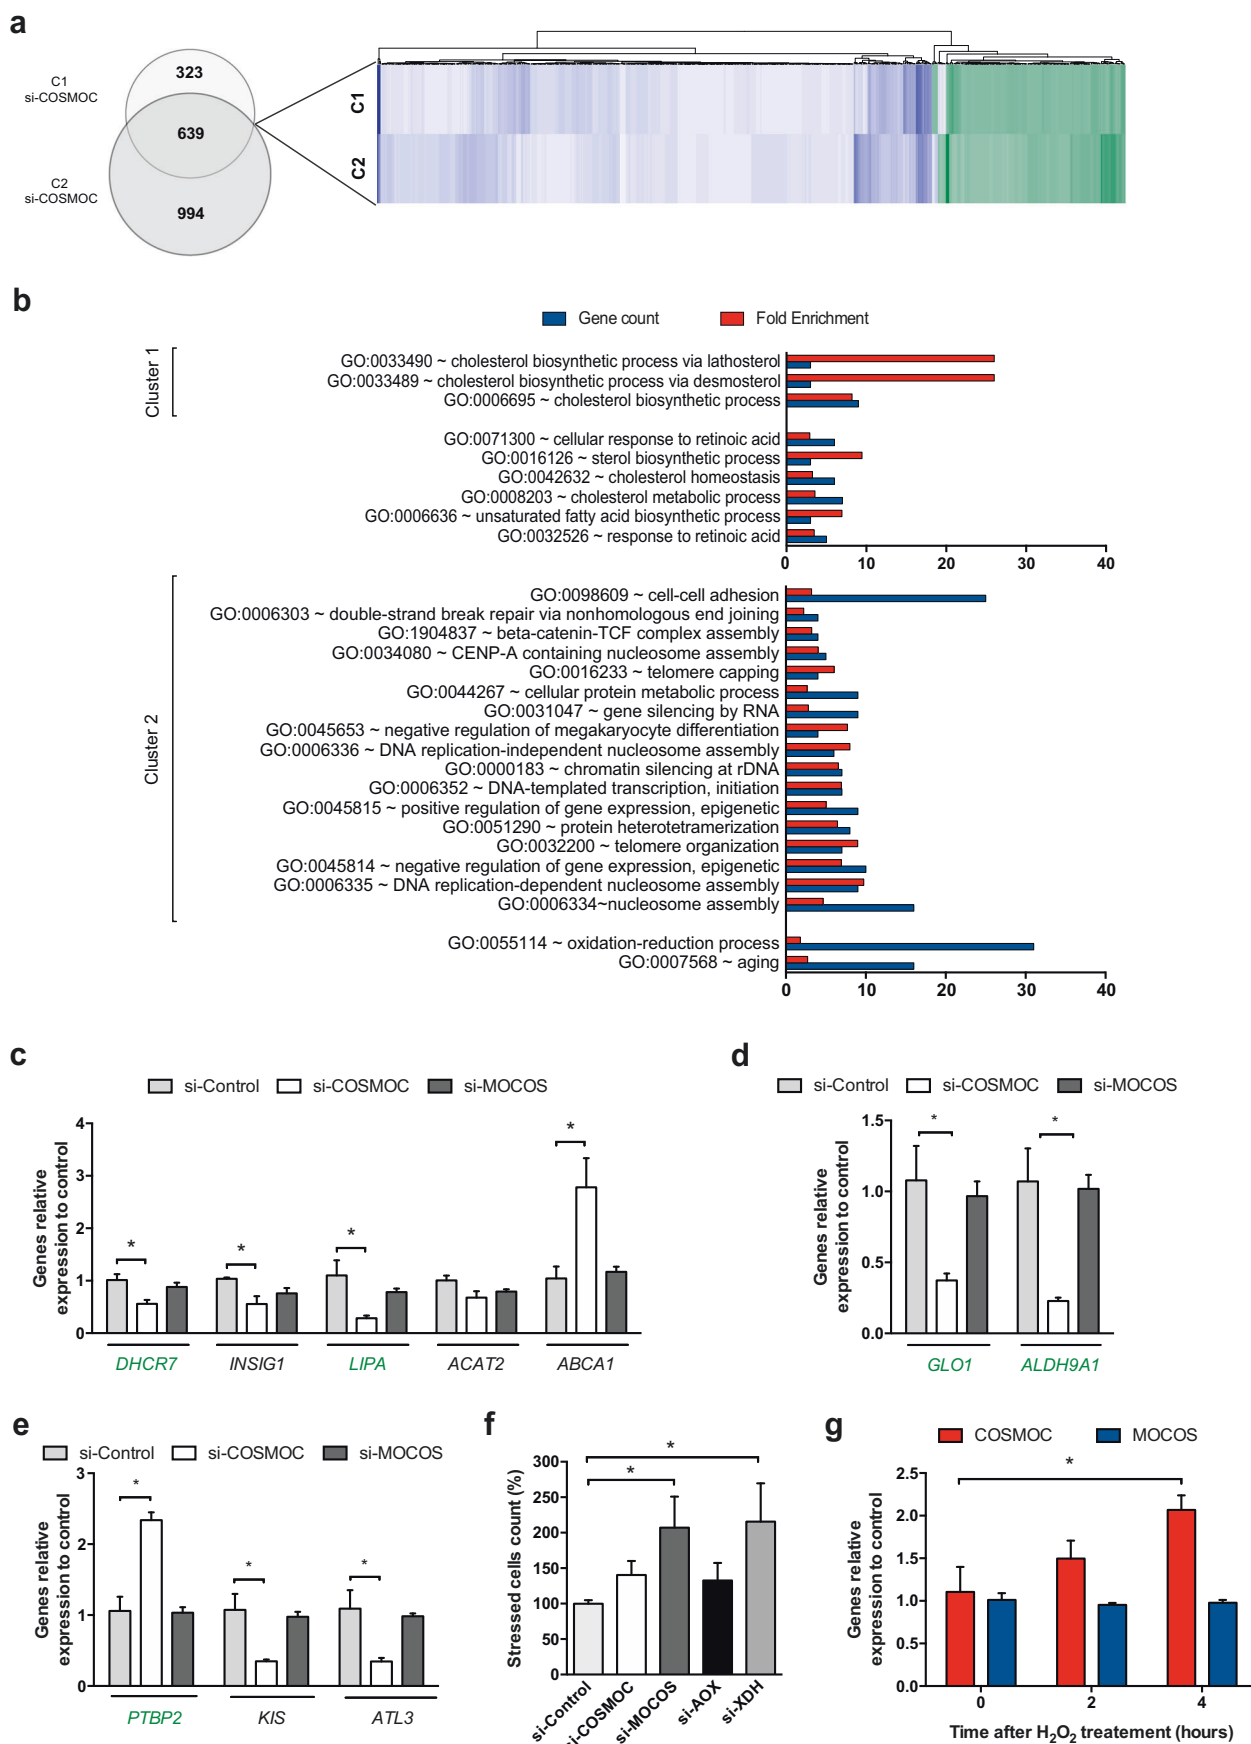 a
C1
si-COSMOC
323
639
C2
si-COSMOC
994
C1
C2
b
Gene count
Fold Enrichment
Cluster 1
GO:0033490 ~ cholesterol biosynthetic process via lathosterol
GO:0033489 ~ cholesterol biosynthetic process via desmosterol
GO:0006695 ~ cholesterol biosynthetic process
GO:0071300 ~ cellular response to retinoic acid
GO:0016126 ~ sterol biosynthetic process
GO:0042632 ~ cholesterol homeostasis
GO:0008203 ~ cholesterol metabolic process
GO:0006636 ~ unsaturated fatty acid biosynthetic process
GO:0032526 ~ response to retinoic acid
0 10 20 30 40
Cluster 2
GO:0098609 ~ cell-cell adhesion
GO:0006303 ~ double-strand break repair via nonhomologous end joining
GO:1904837 ~ beta-catenin-TCF complex assembly
GO:0034080 ~ CENP-A containing nucleosome assembly
GO:0016233 ~ telomere capping
GO:0044267 ~ cellular protein metabolic process
GO:0031047 ~ gene silencing by RNA
GO:0045653 ~ negative regulation of megakaryocyte differentiation
GO:0006336 ~ DNA replication-independent nucleosome assembly
GO:0000183 ~ chromatin silencing at rDNA
GO:0006352 ~ DNA-templated transcription, initiation
GO:0045815 ~ positive regulation of gene expression, epigenetic
GO:0051290 ~ protein heterotetramerization
GO:0032200 ~ telomere organization
GO:0045814 ~ negative regulation of gene expression, epigenetic
GO:0006335 ~ DNA replication-dependent nucleosome assembly
GO:0006334~nucleosome assembly
GO:0055114 ~ oxidation-reduction process
GO:0007568 ~ aging
0 10 20 30 40
c
si-Control si-COSMOC si-MOCOS
Genes relative
expression to control
4
3
2
1
0
* * * *
DHCR7 INSIG1 LIPA ACAT2 ABCA1
d
si-Control si-COSMOC si-MOCOS
Genes relative
expression to control
1.5
1.0
0.5
0.0
* *
GLO1 ALDH9A1
e
si-Control si-COSMOC si-MOCOS
Genes relative
expression to control
3
2
1
0
* * *
PTBP2 KIS ATL3
f
Stressed cells count (%)
300
250
200
150
100
50
0
*
*
si-Control si-COSMOC si-MOCOS si-AOX si-XDH
g
COSMOC MOCOS
Genes relative
expression to control
2.5
2.0
1.5
1.0
0.5
0.0
*
0 2 4
Time after H₂O₂ treatement (hours)